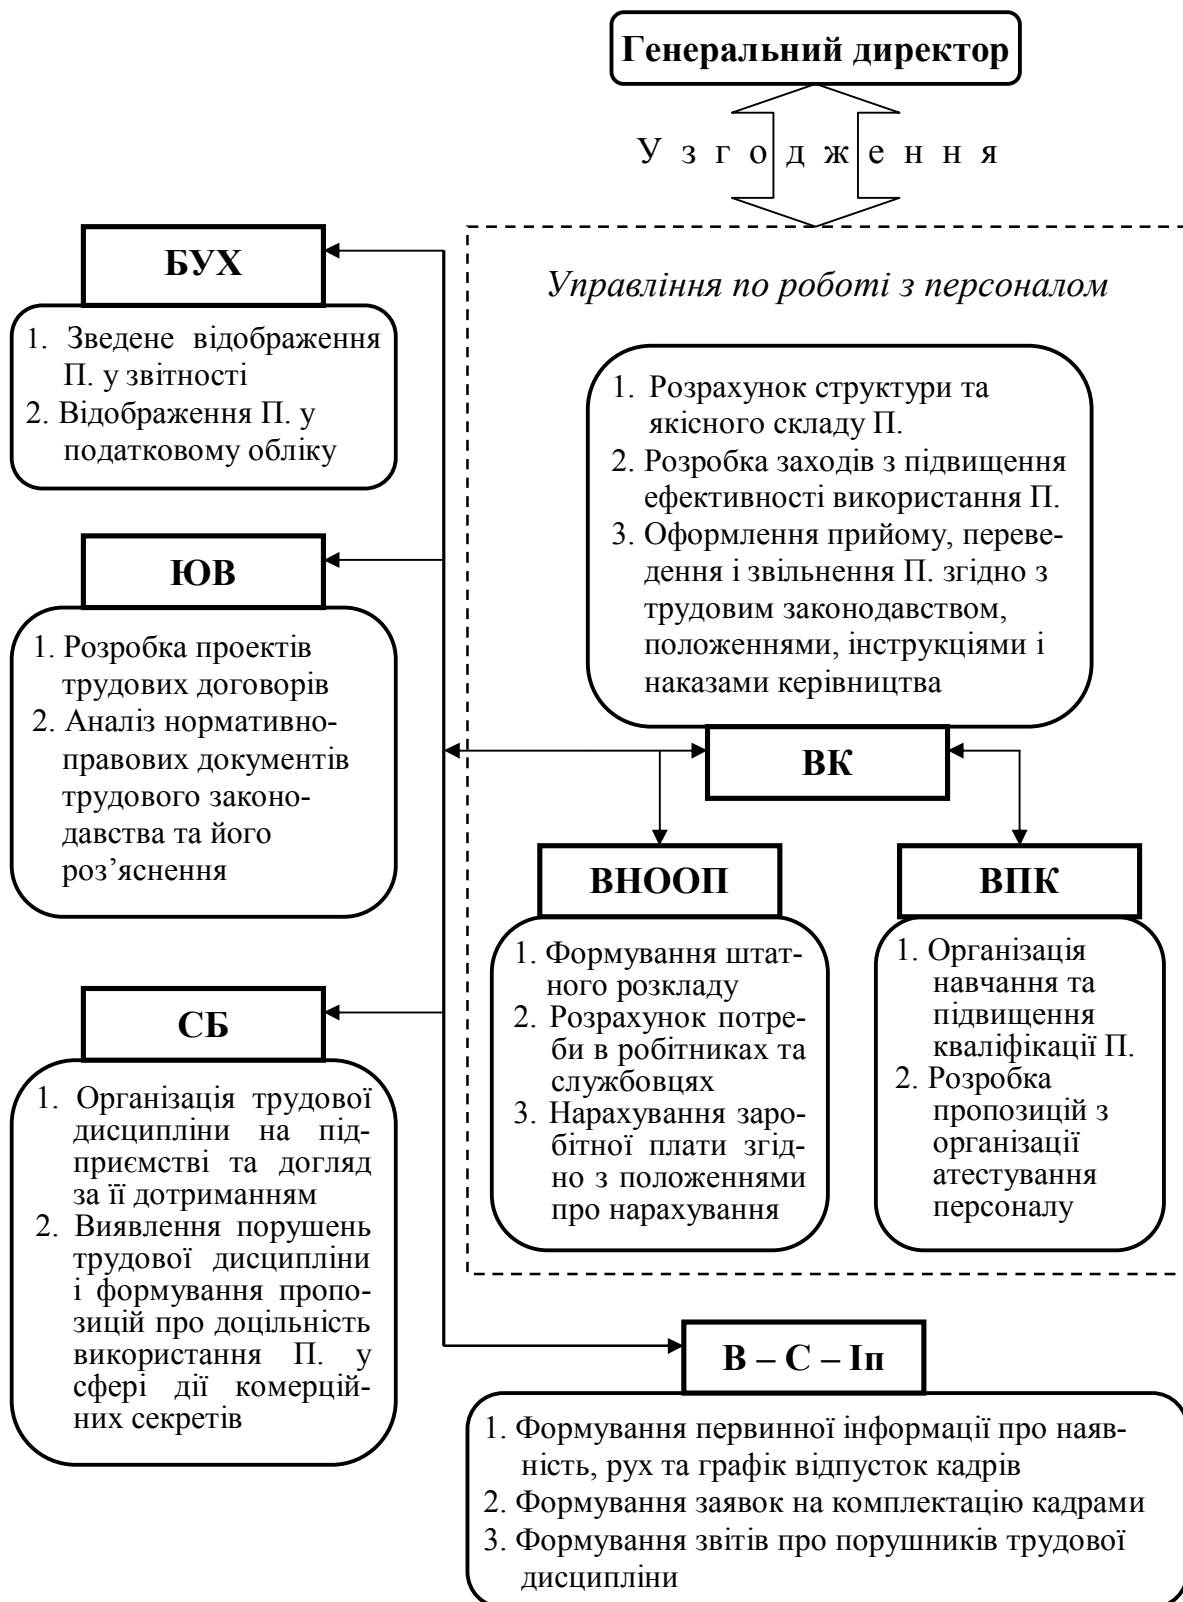 Генеральний директор
Узгодження
БУХ
1. Зведене відображення
П. у звітності
2. Відображення П. у
податковому обліку
ЮВ
1. Розробка проектів
трудових договорів
2. Аналіз нормативно-
правових документів
трудового законо-
давства та його
роз’яснення
СБ
1. Організація трудової
дисципліни на під-
приємстві та догляд
за її дотриманням
2. Виявлення порушень
трудової дисципліни
і формування пропо-
зицій про доцільність
використання П. у
сфері дії комерцій-
них секретів
Управління по роботі з персоналом
1. Розрахунок структури та
якісного складу П.
2. Розробка заходів з підвищення
ефективності використання П.
3. Оформлення прийому, переве-
дення і звільнення П. згідно з
трудовим законодавством,
положеннями, інструкціями і
наказами керівництва
ВК
ВНООП
1. Формування штат-
ного розкладу
2. Розрахунок потре-
би в робітниках та
службовцях
3. Нарахування заро-
бітної плати згід-
но з положеннями
про нарахування
ВПК
1. Організація
навчання та
підвищення
кваліфікації П.
2. Розробка
пропозицій з
організації
атестування
персоналу
В – С – Іп
1. Формування первинної інформації про наяв-
ність, рух та графік відпусток кадрів
2. Формування заявок на комплектацію кадрами
3. Формування звітів про порушників трудової
дисципліни